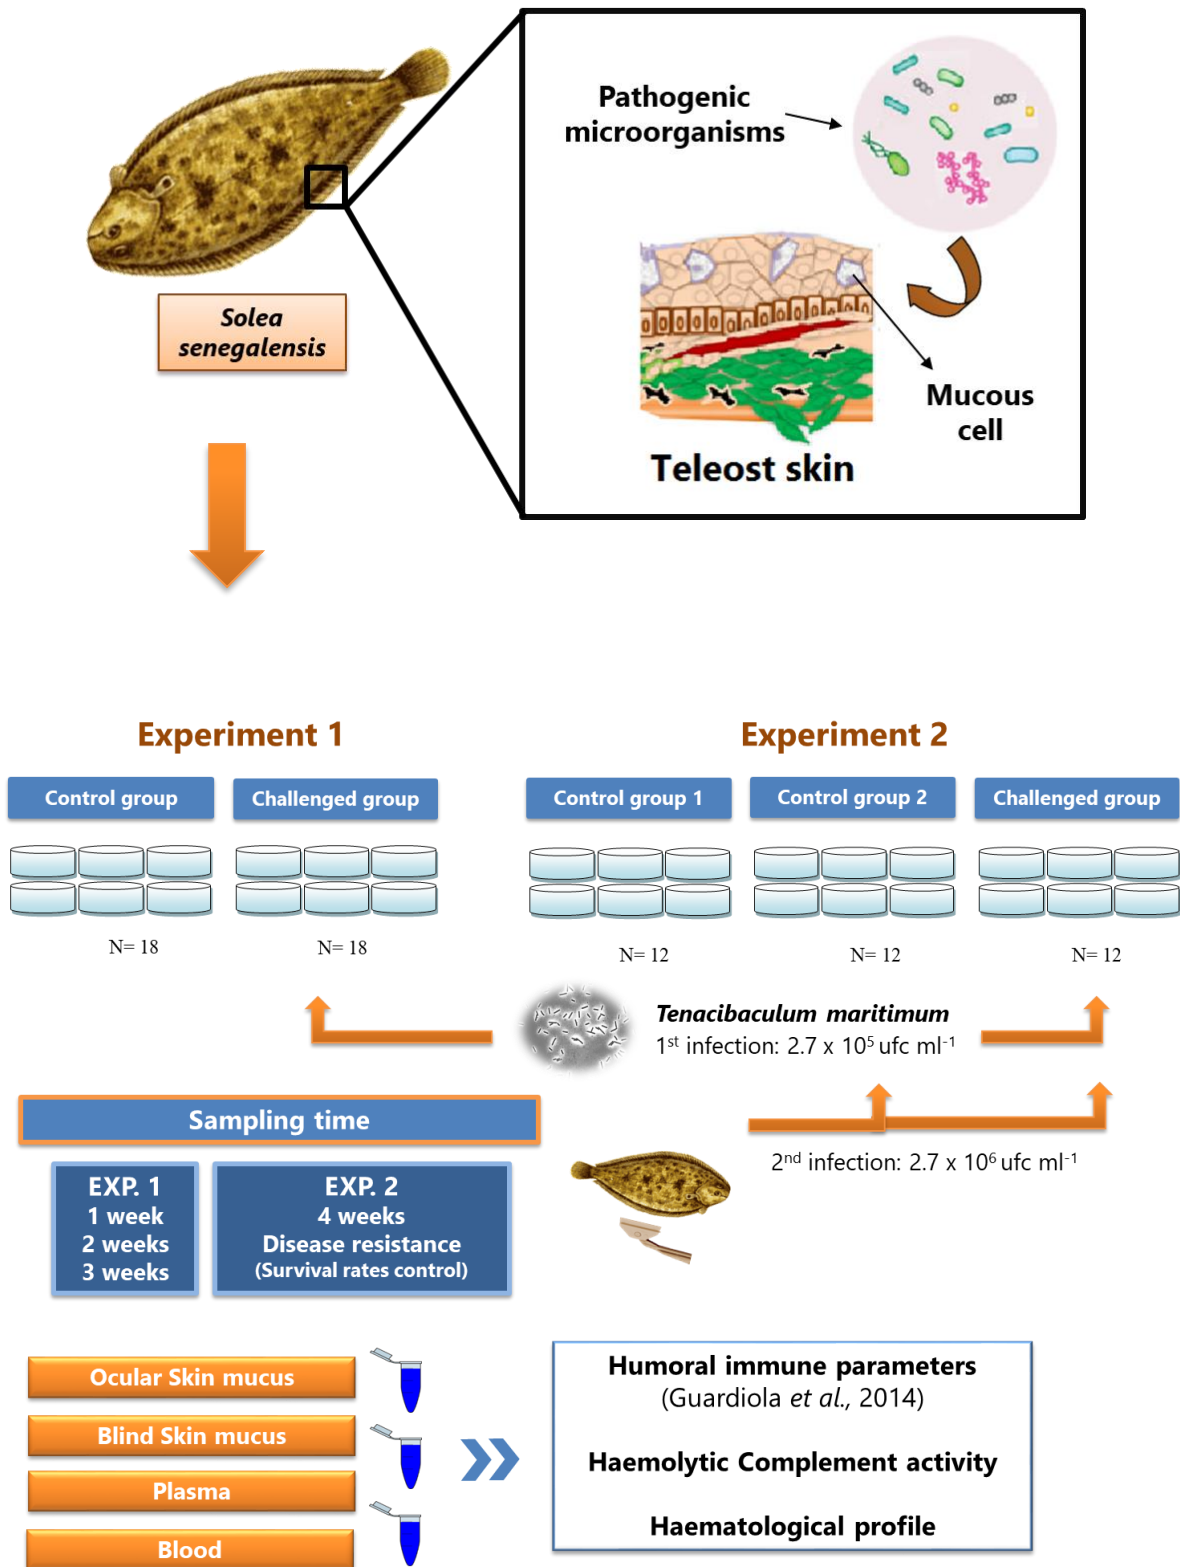 Pathogenic
microorganisms
Solea
senegalensis
Mucous
cell
Teleost skin
Experiment 1
Experiment 2
Control group
Challenged group
Control group 1
Control group 2
Challenged group
N= 18
N= 18
N= 12
N= 12
N= 12
Tenacibaculum maritimum
1st infection: 2.7 x 10⁵ ufc ml⁻¹
Sampling time
2nd infection: 2.7 x 10⁶ ufc ml⁻¹
EXP. 1
1 week
2 weeks
3 weeks
EXP. 2
4 weeks
Disease resistance
(Survival rates control)
Ocular Skin mucus
Blind Skin mucus
Plasma
Blood
Humoral immune parameters
(Guardiola et al., 2014)
Haemolytic Complement activity
Haematological profile